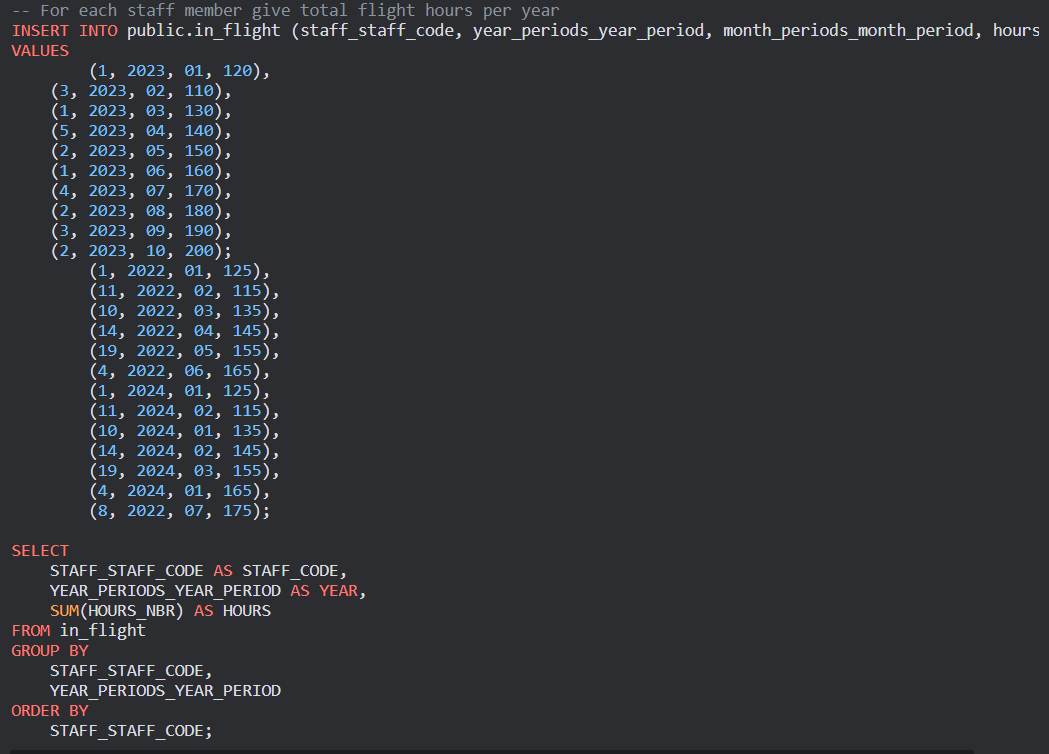 -- For each staff member give total flight hours per year
INSERT INTO public.in_flight (staff_staff_code, year_periods_year_period, month_periods_month_period, hours
VALUES
(1, 2023, 01, 120),
(3, 2023, 02, 110),
(1, 2023, 03, 130),
(5, 2023, 04, 140),
(2, 2023, 05, 150),
(1, 2023, 06, 160),
(4, 2023, 07, 170),
(2, 2023, 08, 180),
(3, 2023, 09, 190),
(2, 2023, 10, 200);
(1, 2022, 01, 125),
(11, 2022, 02, 115),
(10, 2022, 03, 135),
(14, 2022, 04, 145),
(19, 2022, 05, 155),
(4, 2022, 06, 165),
(1, 2024, 01, 125),
(11, 2024, 02, 115),
(10, 2024, 01, 135),
(14, 2024, 02, 145),
(19, 2024, 03, 155),
(4, 2024, 01, 165),
(8, 2022, 07, 175);
SELECT
STAFF_STAFF_CODE AS STAFF_CODE,
YEAR_PERIODS_YEAR_PERIOD AS YEAR,
SUM(HOURS_NBR) AS HOURS
FROM in_flight
GROUP BY
STAFF_STAFF_CODE,
YEAR_PERIODS_YEAR_PERIOD
ORDER BY
STAFF_STAFF_CODE;